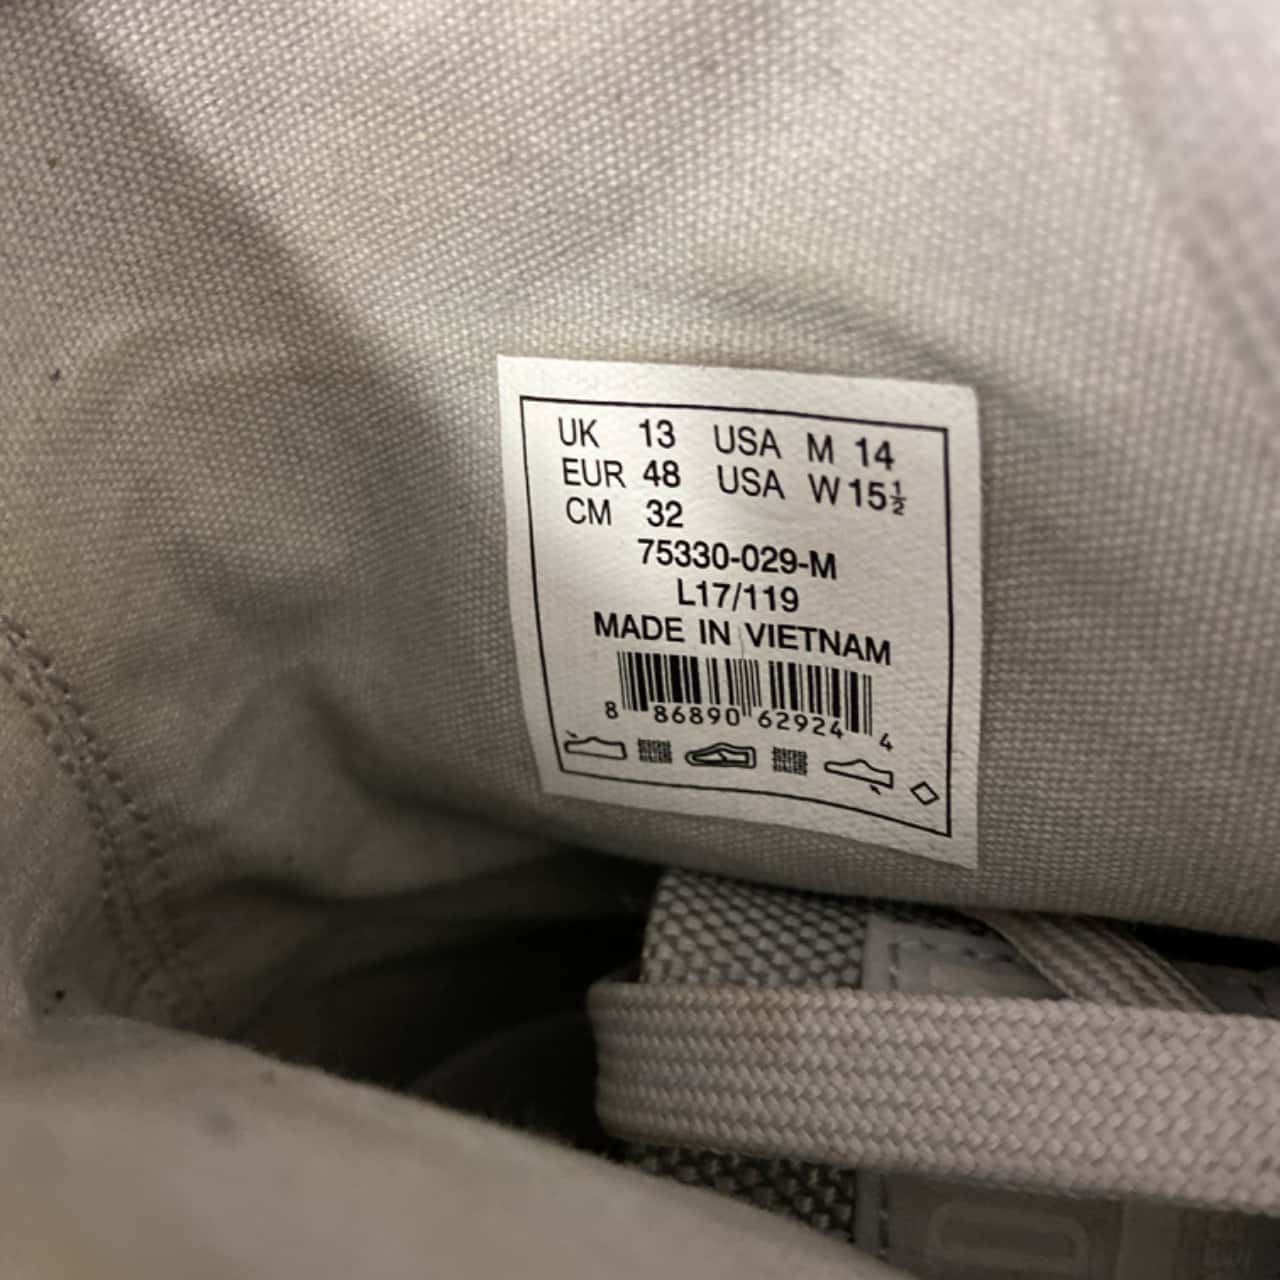 UK 13 USA M 14
EUR 48 USA W 15½
CM 32
75330-029-M
L17/119
MADE IN VIETNAM
8 86890 62924 4